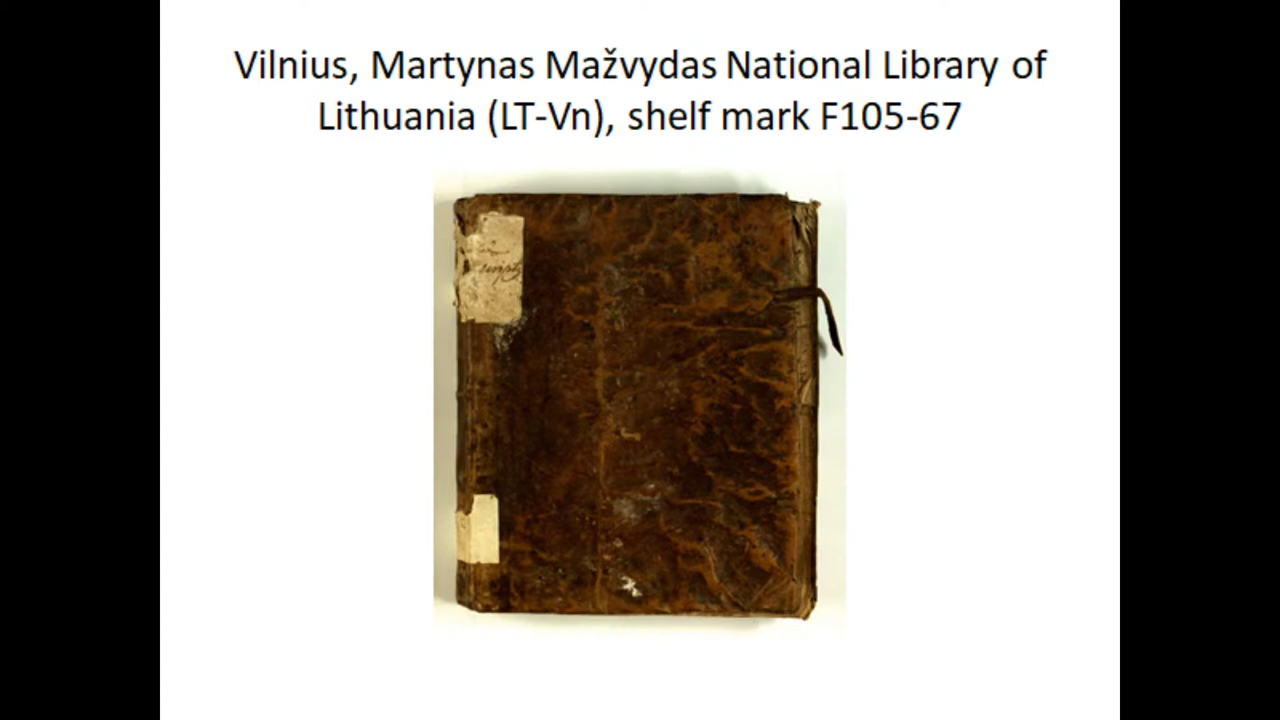 Vilnius, Martynas Mažvydas National Library of
Lithuania (LT-Vn), shelf mark F105-67